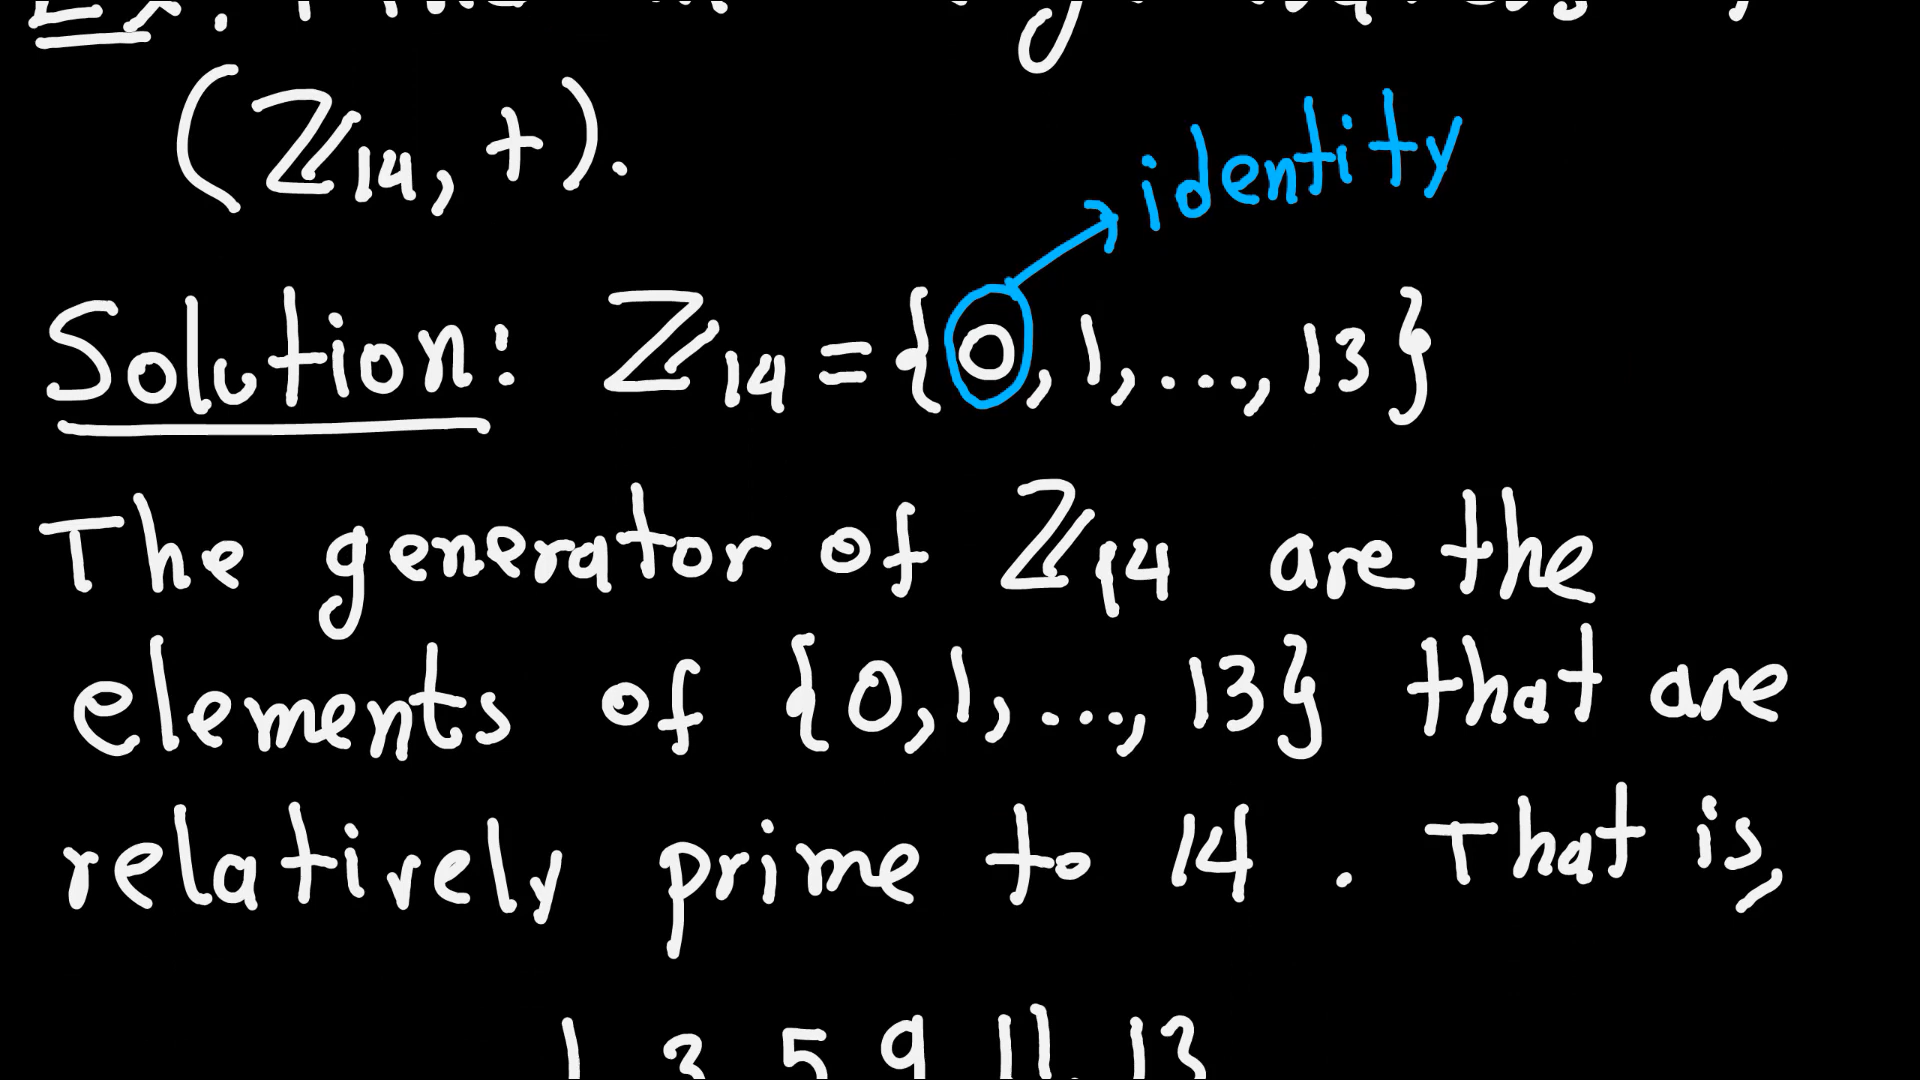 (ℤ14, +).
identity
Solution: ℤ14 = {0, 1, ..., 13}
The generator of ℤ14 are the
elements of {0, 1, ..., 13} that are
relatively prime to 14. That is,
1 3 5 9 11, 13